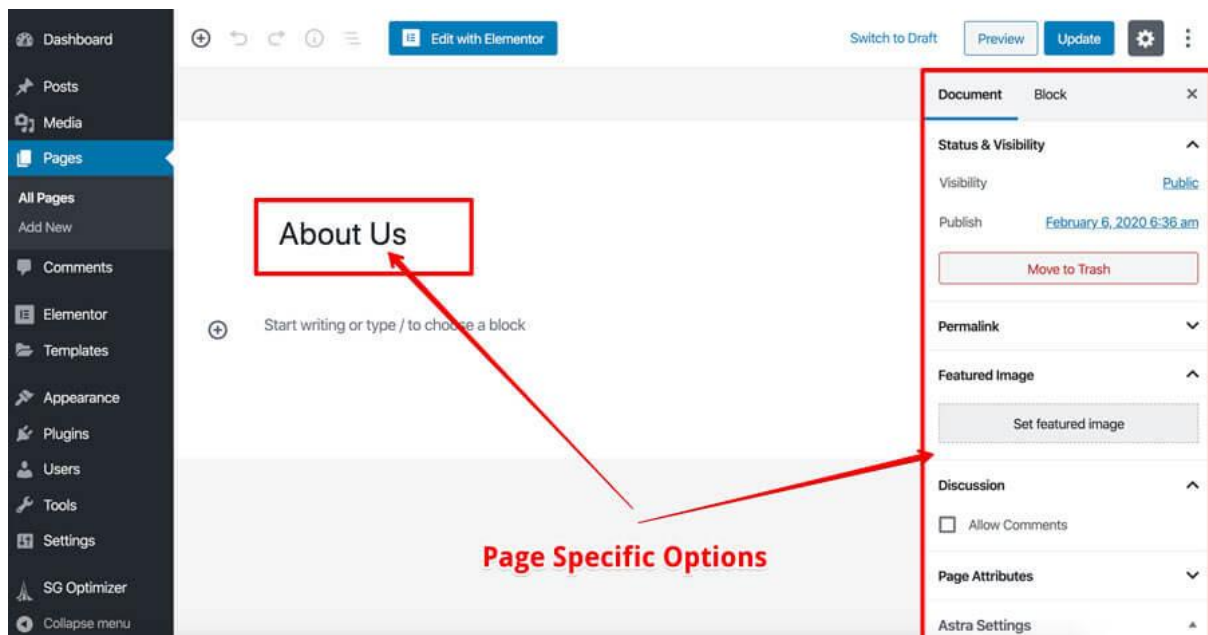 Dashboard
Posts
Media
Pages
All Pages
Add New
Comments
Elementor
Templates
Appearance
Plugins
Users
Tools
Settings
SG Optimizer
Collapse menu
Edit with Elementor
Switch to Draft
Preview
Update
About Us
Start writing or type / to choose a block
Page Specific Options
Document Block
Status & Visibility
Visibility Public
Publish February 6, 2020 6:36 am
Move to Trash
Permalink
Featured Image
Set featured image
Discussion
Allow Comments
Page Attributes
Astra Settings